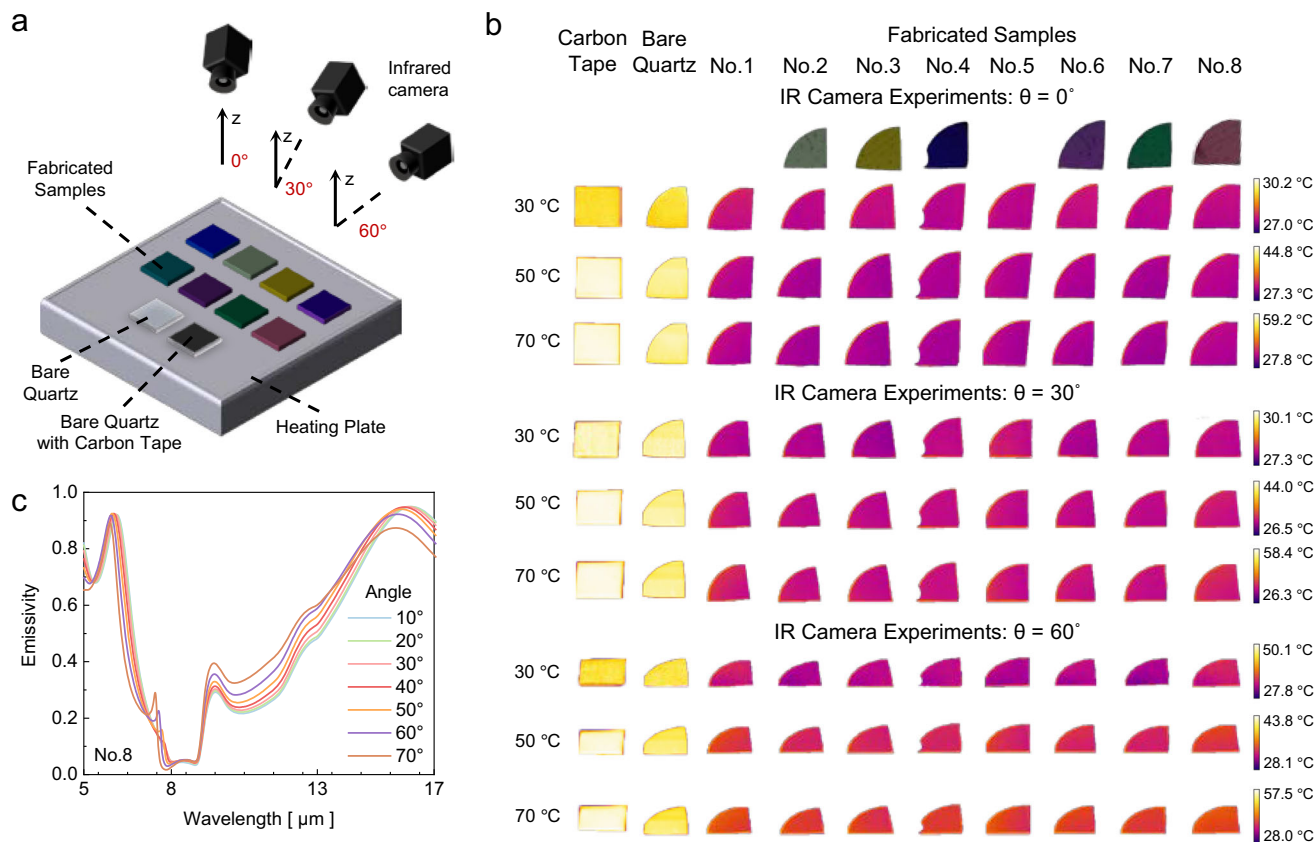 a
Infrared
camera
z
0°
z
30°
z
60°
Fabricated
Samples
Bare
Quartz
Bare Quartz
with Carbon Tape
Heating Plate
b
Carbon
Tape
Bare
Quartz
Fabricated Samples
No.1 No.2 No.3 No.4 No.5 No.6 No.7 No.8
IR Camera Experiments: θ = 0°
30 °C
30.2 °C
27.0 °C
50 °C
44.8 °C
27.3 °C
70 °C
59.2 °C
27.8 °C
IR Camera Experiments: θ = 30°
30 °C
30.1 °C
27.3 °C
50 °C
44.0 °C
26.5 °C
70 °C
58.4 °C
26.3 °C
IR Camera Experiments: θ = 60°
30 °C
50.1 °C
27.8 °C
50 °C
43.8 °C
28.1 °C
70 °C
57.5 °C
28.0 °C
c
Emissivity
1.0
0.8
0.6
0.4
0.2
0.0
Angle
10°
20°
30°
40°
50°
60°
70°
No.8
5 8 13 17
Wavelength [ μm ]